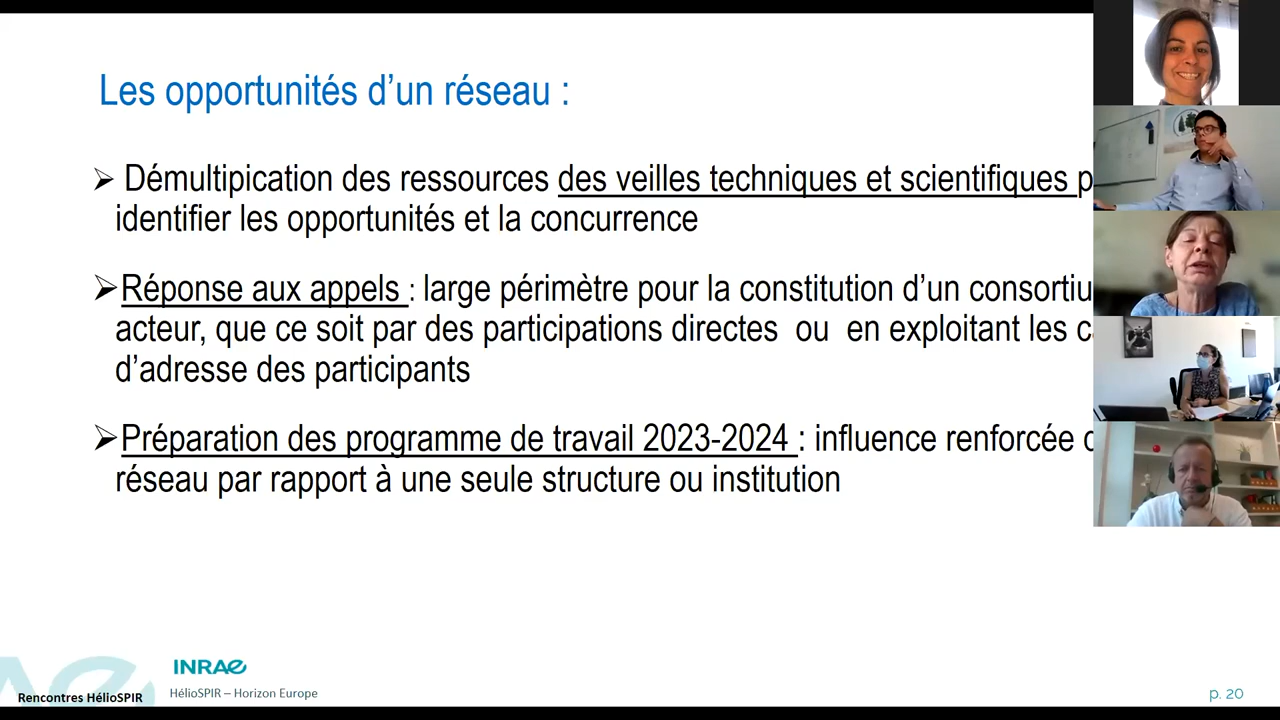 Les opportunités d’un réseau :
➢ Démultipication des ressources des veilles techniques et scientifiques p
identifier les opportunités et la concurrence
➢Réponse aux appels : large périmètre pour la constitution d’un consortiu
acteur, que ce soit par des participations directes ou en exploitant les c
d’adresse des participants
➢Préparation des programme de travail 2023-2024 : influence renforcée
réseau par rapport à une seule structure ou institution
INRAE
HélioSPIR – Horizon Europe
Rencontres HélioSPIR
p. 20